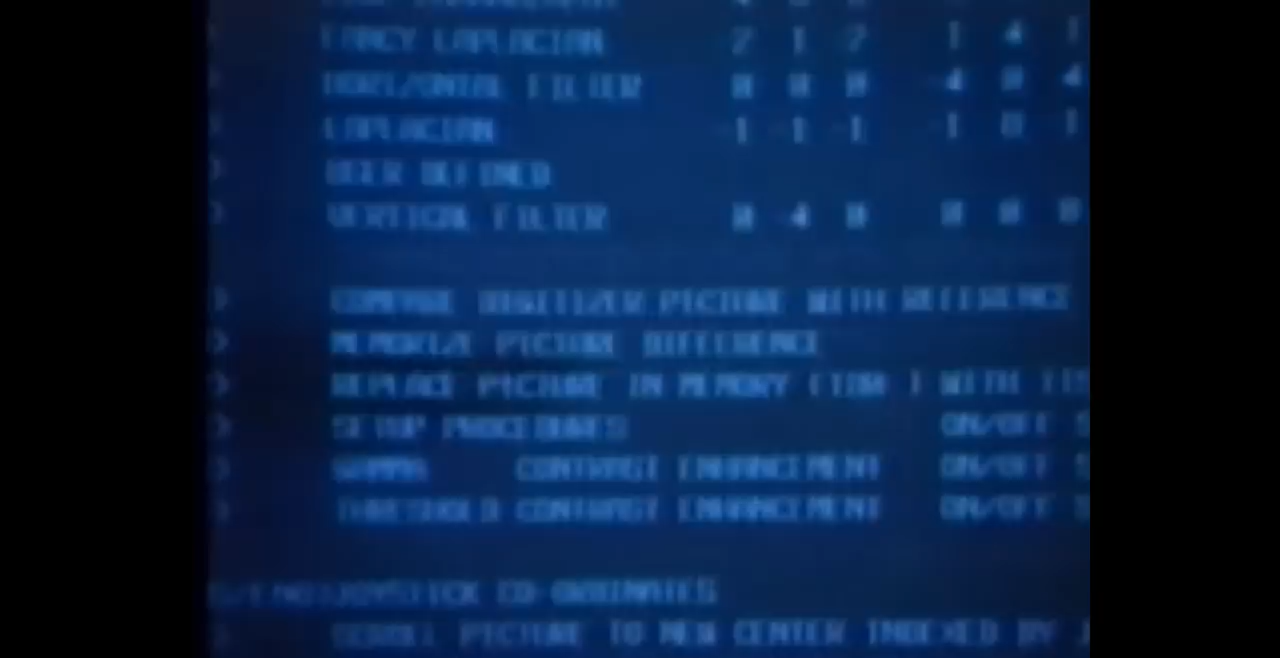 FANCY LAPLACIAN 2 1 2 1 4 1
HORIZONTAL FILTER 0 0 0 -4 0 4
LAPLACIAN -1 -1 -1 -1 0 1
USER DEFINED
VERTICAL FILTER 0 4 0 0 0 0
COMPARE DIGITIZER PICTURE WITH REFERENCE
MEMORIZE PICTURE DIFFERENCE
REPLACE PICTURE IN MEMORY WITH
SETUP PROCEDURES ON/OFF S
GAMMA CONTRAST ENHANCEMENT ON/OFF S
THRESHOLD CONTRAST ENHANCEMENT ON/OFF S
JOYSTICK CO-ORDINATES
SCROLL PICTURE TO NEW CENTER INDEXED BY J